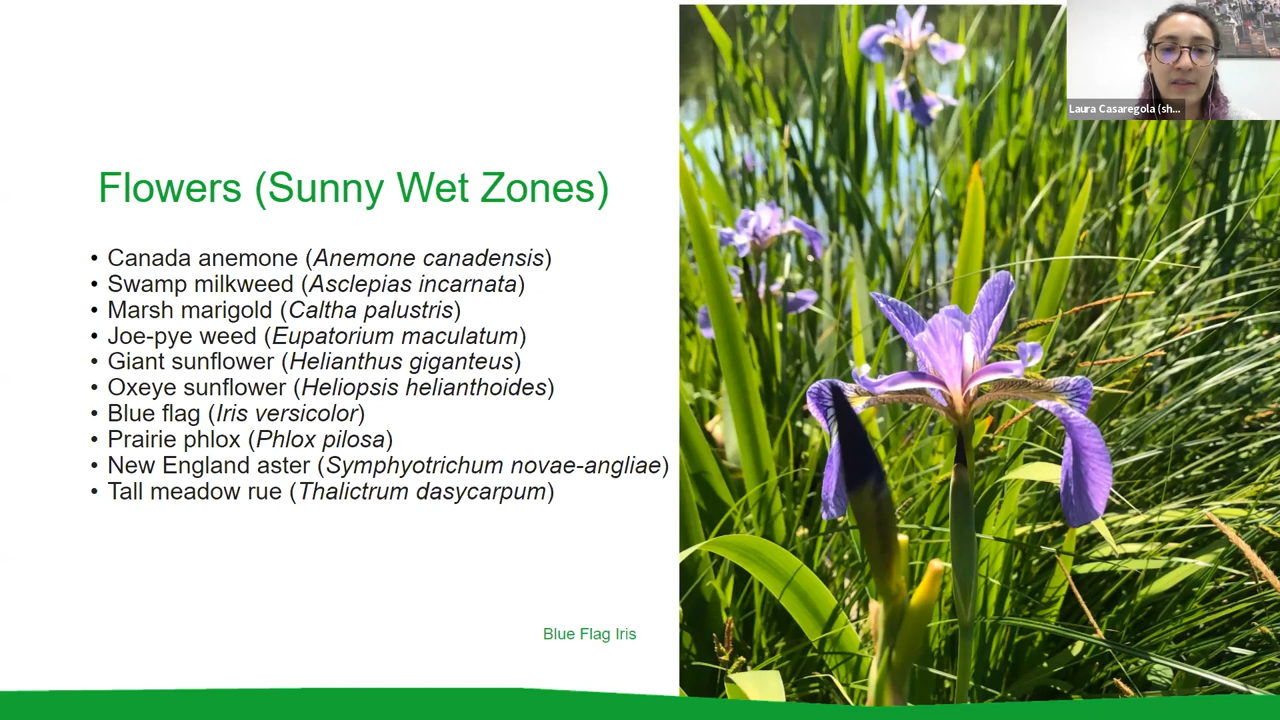 Laura Casaregola (sh...
Flowers (Sunny Wet Zones)
• Canada anemone (Anemone canadensis)
• Swamp milkweed (Asclepias incarnata)
• Marsh marigold (Caltha palustris)
• Joe-pye weed (Eupatorium maculatum)
• Giant sunflower (Helianthus giganteus)
• Oxeye sunflower (Heliopsis helianthoides)
• Blue flag (Iris versicolor)
• Prairie phlox (Phlox pilosa)
• New England aster (Symphyotrichum novae-angliae)
• Tall meadow rue (Thalictrum dasycarpum)
Blue Flag Iris